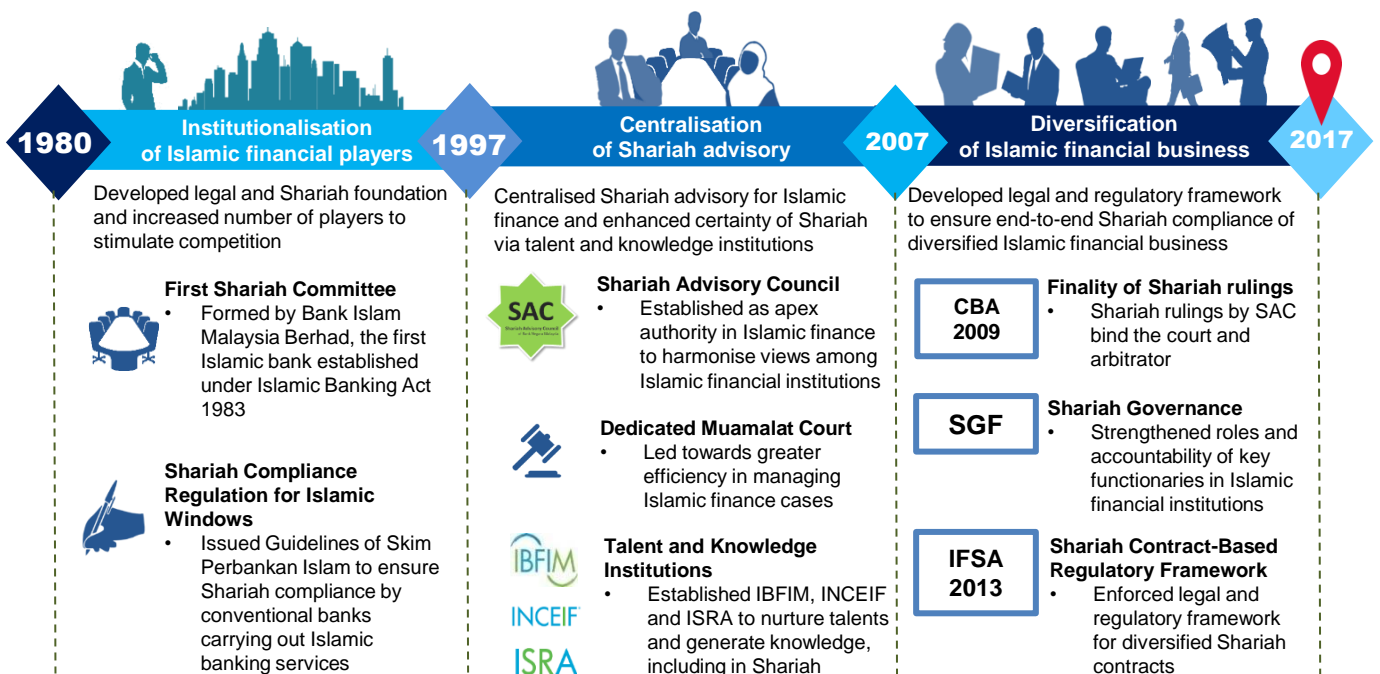 1980
Institutionalisation
of Islamic financial players
1997
Centralisation
of Shariah advisory
2007
Diversification
of Islamic financial business
2017
Developed legal and Shariah foundation
and increased number of players to
stimulate competition
First Shariah Committee
• Formed by Bank Islam
Malaysia Berhad, the first
Islamic bank established
under Islamic Banking Act
1983
Shariah Compliance
Regulation for Islamic
Windows
• Issued Guidelines of Skim
Perbankan Islam to ensure
Shariah compliance by
conventional banks
carrying out Islamic
banking services
Centralised Shariah advisory for Islamic
finance and enhanced certainty of Shariah
via talent and knowledge institutions
SAC
Shariah Advisory Council
of Bank Negara Malaysia
Shariah Advisory Council
• Established as apex
authority in Islamic finance
to harmonise views among
Islamic financial institutions
Dedicated Muamalat Court
• Led towards greater
efficiency in managing
Islamic finance cases
IBFIM
INCEIF
ISRA
Talent and Knowledge
Institutions
• Established IBFIM, INCEIF
and ISRA to nurture talents
and generate knowledge,
including in Shariah
Developed legal and regulatory framework
to ensure end-to-end Shariah compliance of
diversified Islamic financial business
CBA
2009
Finality of Shariah rulings
• Shariah rulings by SAC
bind the court and
arbitrator
SGF
Shariah Governance
• Strengthened roles and
accountability of key
functionaries in Islamic
financial institutions
IFSA
2013
Shariah Contract-Based
Regulatory Framework
• Enforced legal and
regulatory framework
for diversified Shariah
contracts